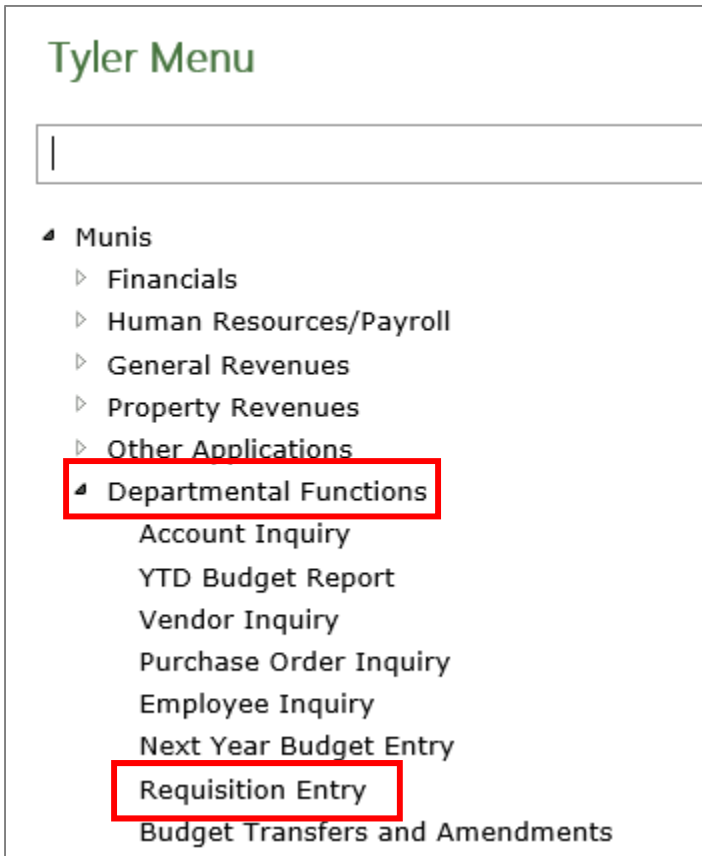 Tyler Menu
Munis
Financials
Human Resources/Payroll
General Revenues
Property Revenues
Other Applications
Departmental Functions
Account Inquiry
YTD Budget Report
Vendor Inquiry
Purchase Order Inquiry
Employee Inquiry
Next Year Budget Entry
Requisition Entry
Budget Transfers and Amendments